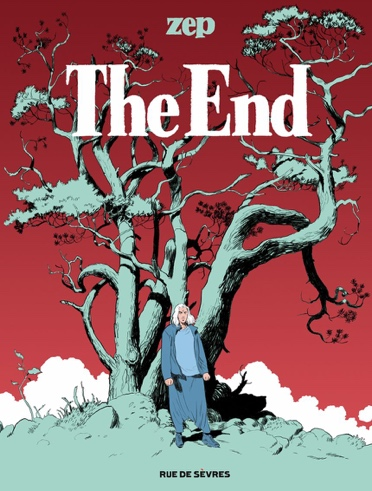 zep
The End
RUE DE SÈVRES